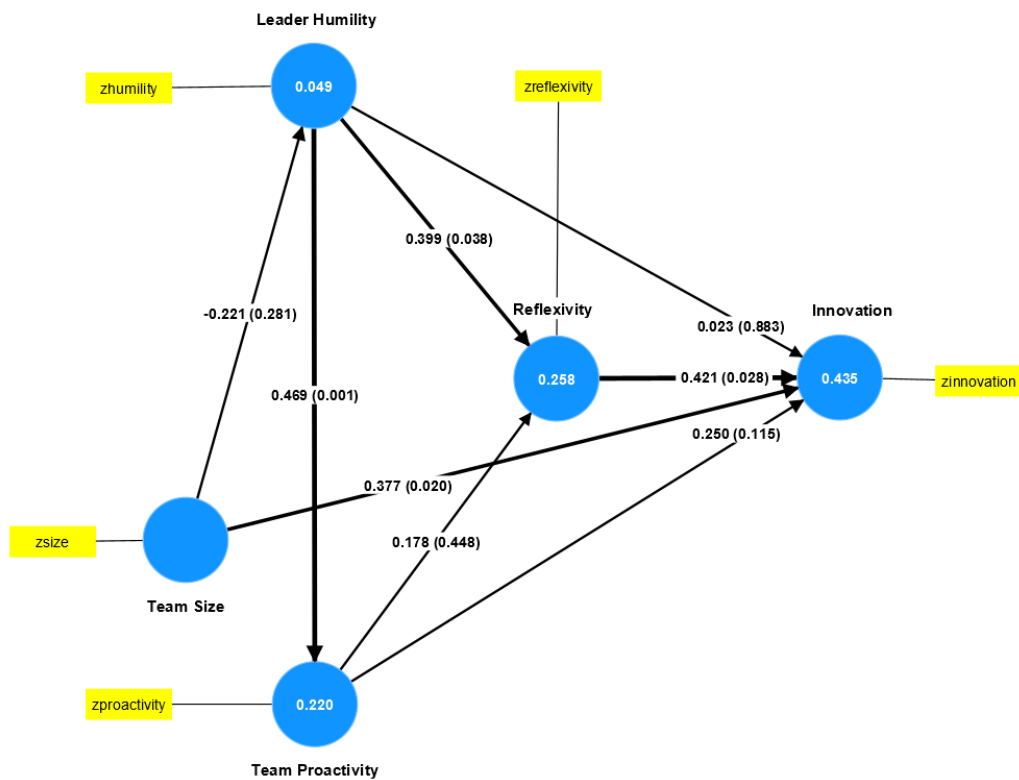 Leader Humility
zhumility
0.049
zreflexivity
0.399 (0.038)
-0.221 (0.281)
Reflexivity
Innovation
0.023 (0.883)
0.258
0.421 (0.028)
0.435
zinnovation
0.469 (0.001)
0.250 (0.115)
0.377 (0.020)
zsize
0.178 (0.448)
Team Size
zproactivity
0.220
Team Proactivity